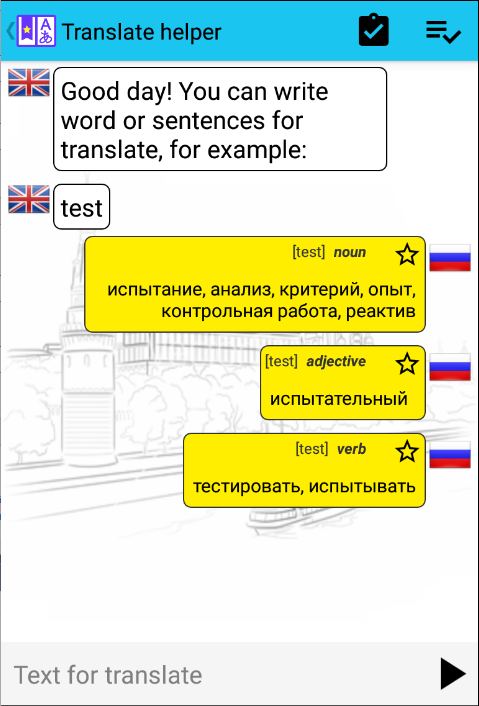 Translate helper
Good day! You can write
word or sentences for
translate, for example:
test
[test] noun
испытание, анализ, критерий, опыт,
контрольная работа, реактив
[test] adjective
испытательный
[test] verb
тестировать, испытывать
Text for translate